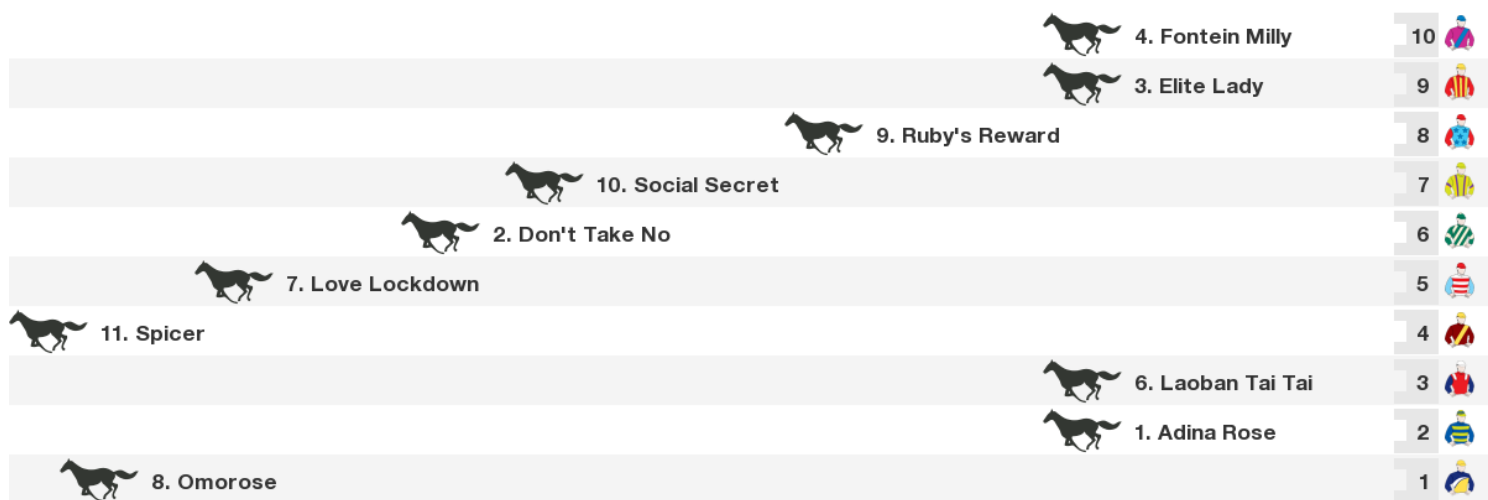 4. Fontein Milly 10
3. Elite Lady 9
9. Ruby's Reward 8
10. Social Secret 7
2. Don't Take No 6
7. Love Lockdown 5
11. Spicer 4
6. Laoban Tai Tai 3
1. Adina Rose 2
8. Omorose 1